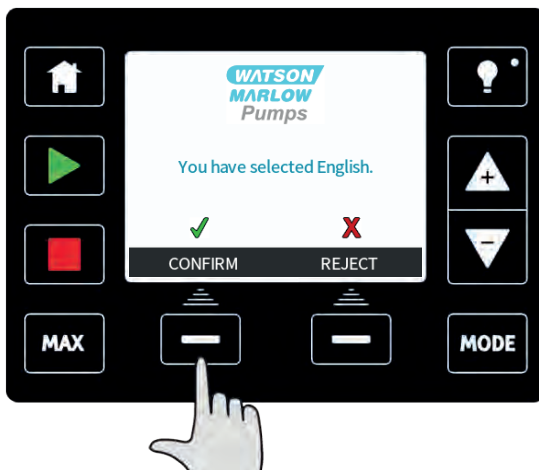 WATSON
MARLOW
Pumps
You have selected English.
CONFIRM REJECT
MAX
MODE